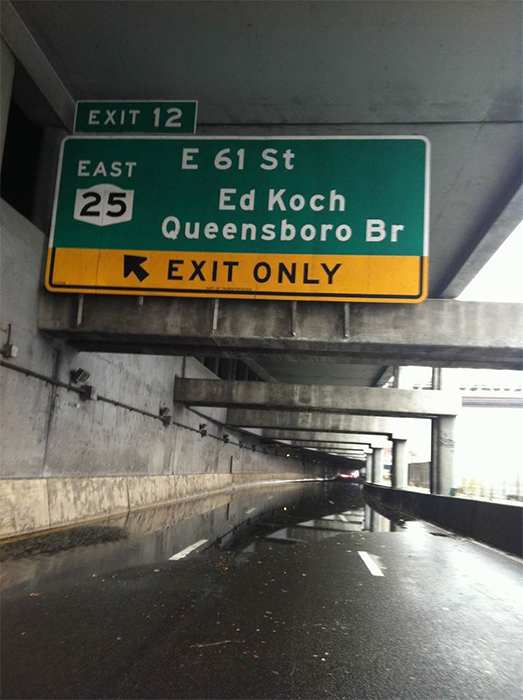 EXIT 12
E 61 St
EAST
25
Ed Koch
Queensboro Br
EXIT ONLY